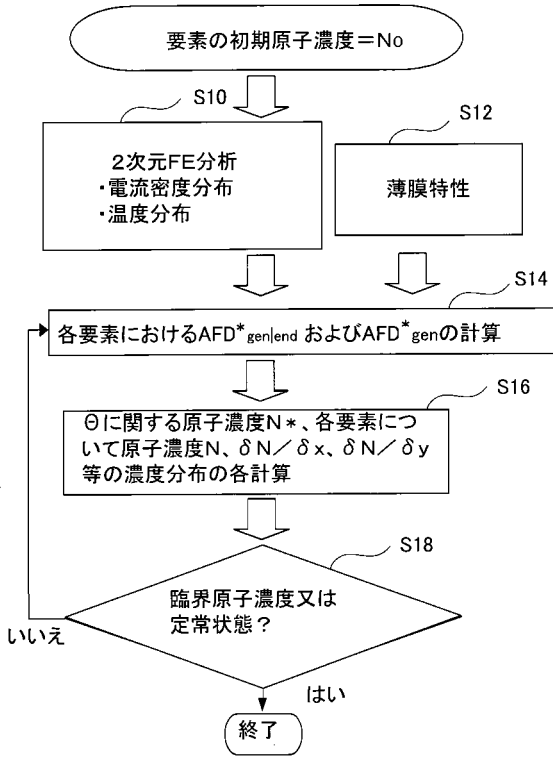 要素の初期原子濃度＝No
S10
2次元FE分析
・電流密度分布
・温度分布
S12
薄膜特性
S14
各要素におけるAFD*gen|end およびAFD*genの計算
S16
Θに関する原子濃度N*、各要素につ
いて原子濃度N、δN／δx、δN／δy
等の濃度分布の各計算
S18
臨界原子濃度又は
定常状態？
いいえ
はい
終了